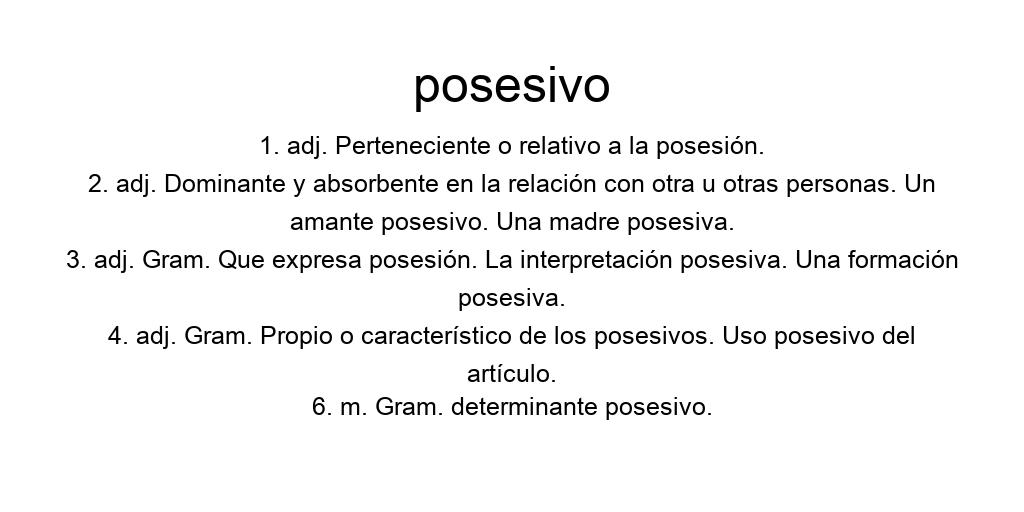 posesivo
1. adj. Perteneciente o relativo a la posesión.
2. adj. Dominante y absorbente en la relación con otra u otras personas. Un
amante posesivo. Una madre posesiva.
3. adj. Gram. Que expresa posesión. La interpretación posesiva. Una formación
posesiva.
4. adj. Gram. Propio o característico de los posesivos. Uso posesivo del
artículo.
6. m. Gram. determinante posesivo.